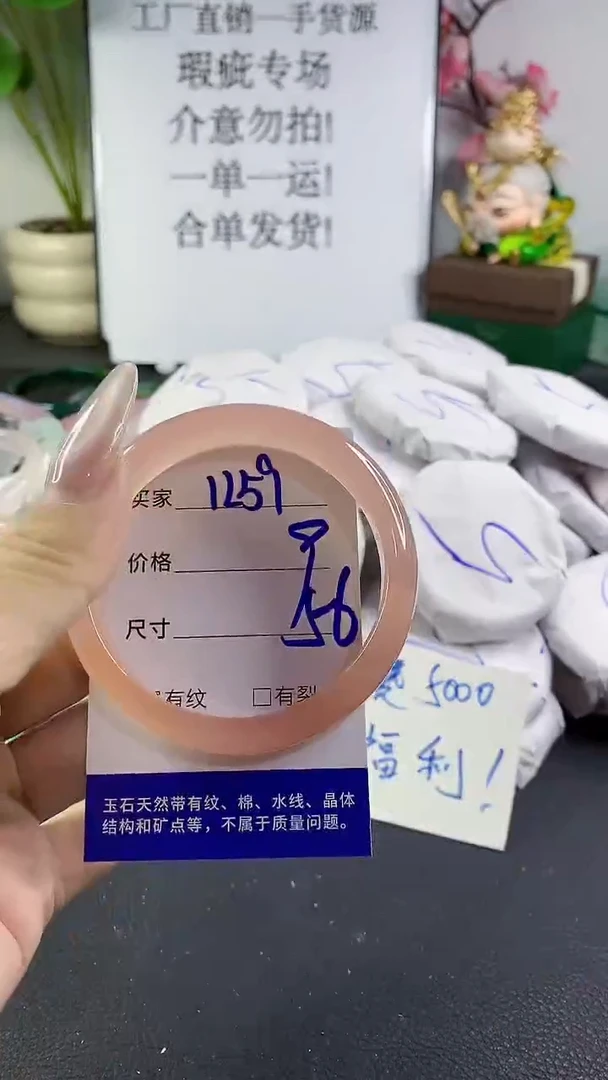 工厂直销一手货源
瑕疵专场
介意勿拍!
一单一运!
合单发货!
买家 1259
价格
尺寸 56
有纹 □有裂
5000
福利!
玉石天然带有纹、棉、水线、晶体
结构和矿点等，不属于质量问题。